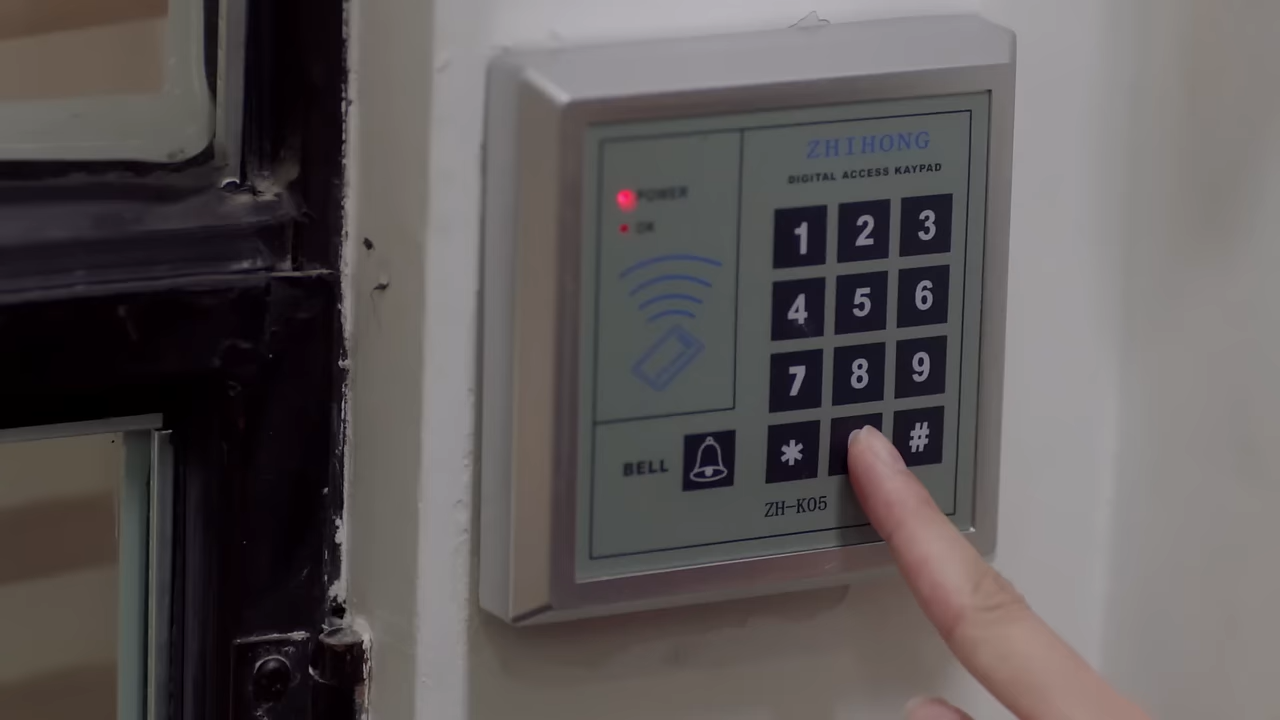 ZHIHONG
DIGITAL ACCESS KAYPAD
POWER
OK
1 2 3
4 5 6
7 8 9
* #
BELL
ZH-K05